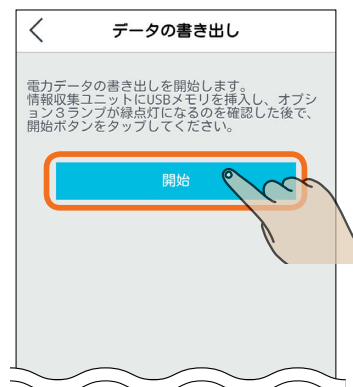 データの書き出し
電力データの書き出しを開始します。
情報収集ユニットにUSBメモリを挿入し、オプシ
ョン３ランプが緑点灯になるのを確認した後で、
開始ボタンをタップしてください。
開始